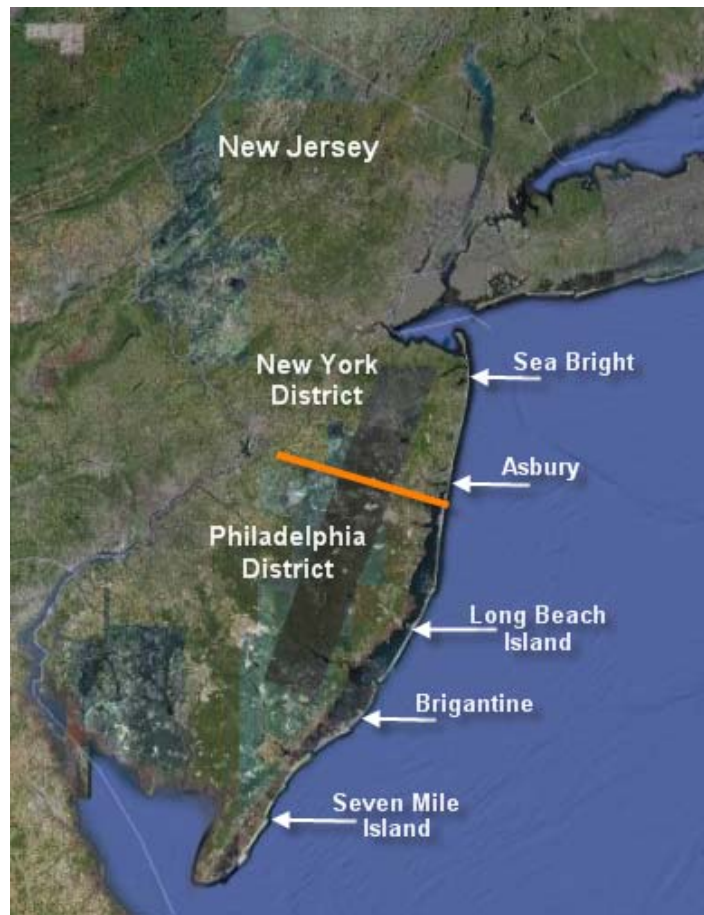 New Jersey
New York
District
Sea Bright
Asbury
Philadelphia
District
Long Beach
Island
Brigantine
Seven Mile
Island